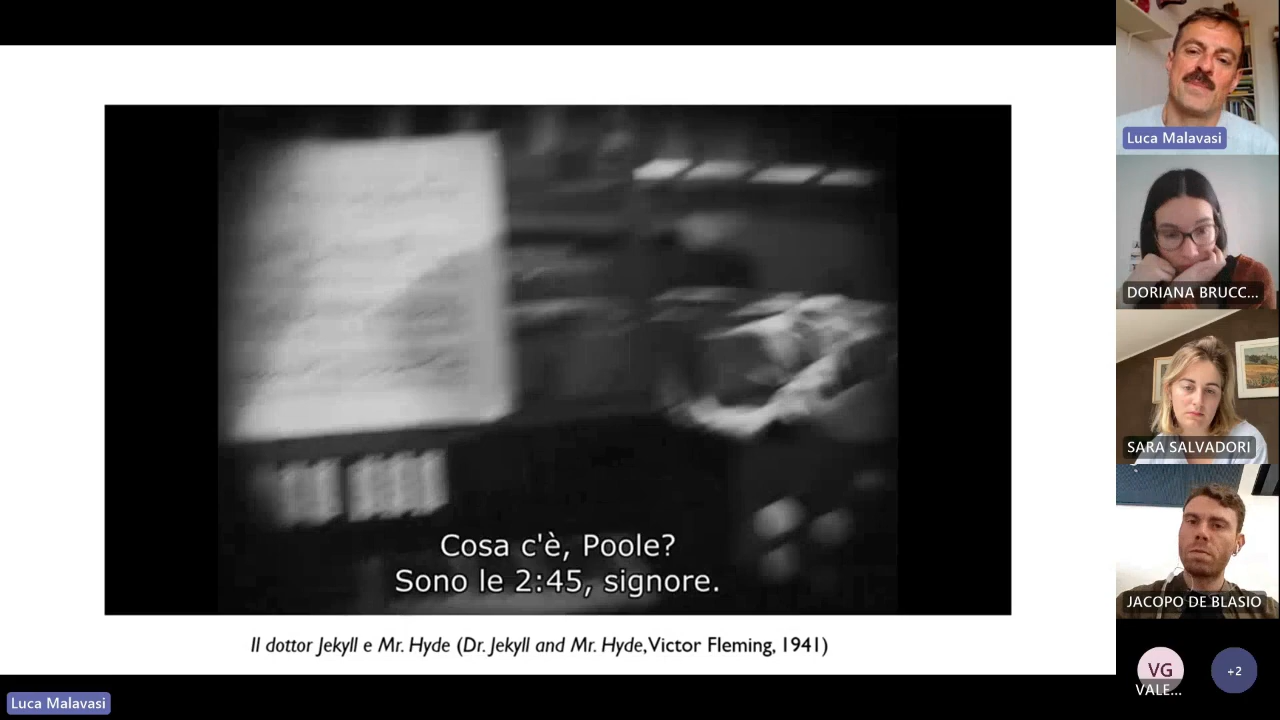 Cosa c'è, Poole?
Sono le 2:45, signore.
Il dottor Jekyll e Mr. Hyde (Dr. Jekyll and Mr. Hyde, Victor Fleming, 1941)
Luca Malavasi
Luca Malavasi
DORIANA BRUCC...
SARA SALVADORI
JACOPO DE BLASIO
VG
VALE...
+2